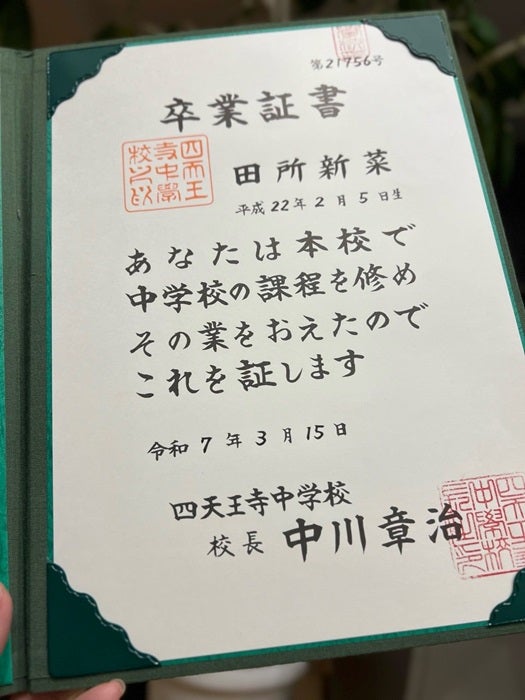 第21756号
卒業証書
田所新菜
平成22年2月5日生
あなたは本校で
中学校の課程を修め
その業をおえたので
これを証します
令和7年3月15日
四天王寺中学校
校長 中川章治